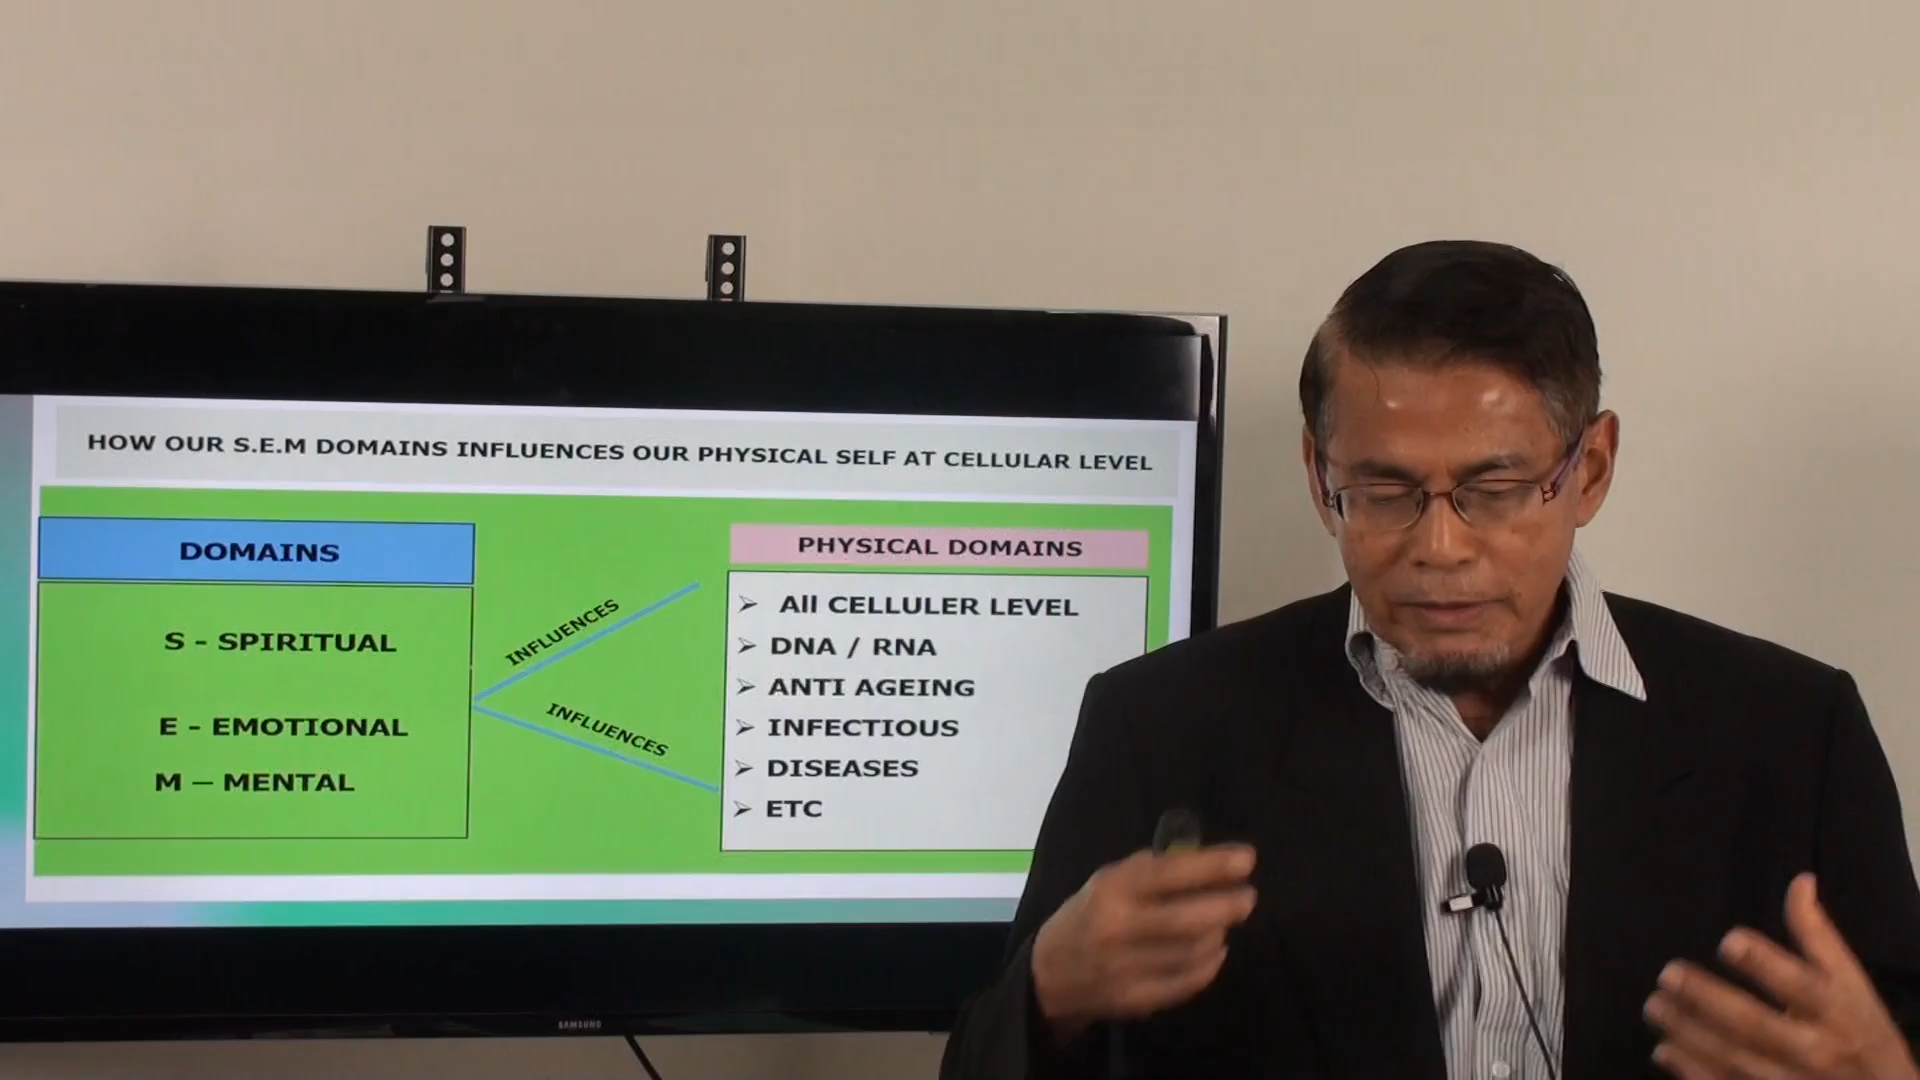 HOW OUR S.E.M DOMAINS INFLUENCES OUR PHYSICAL SELF AT CELLULAR LEVEL
DOMAINS
S - SPIRITUAL
E - EMOTIONAL
M – MENTAL
INFLUENCES
INFLUENCES
PHYSICAL DOMAINS
➢ All CELLULER LEVEL
➢ DNA / RNA
➢ ANTI AGEING
➢ INFECTIOUS
➢ DISEASES
➢ ETC
SAMSUNG